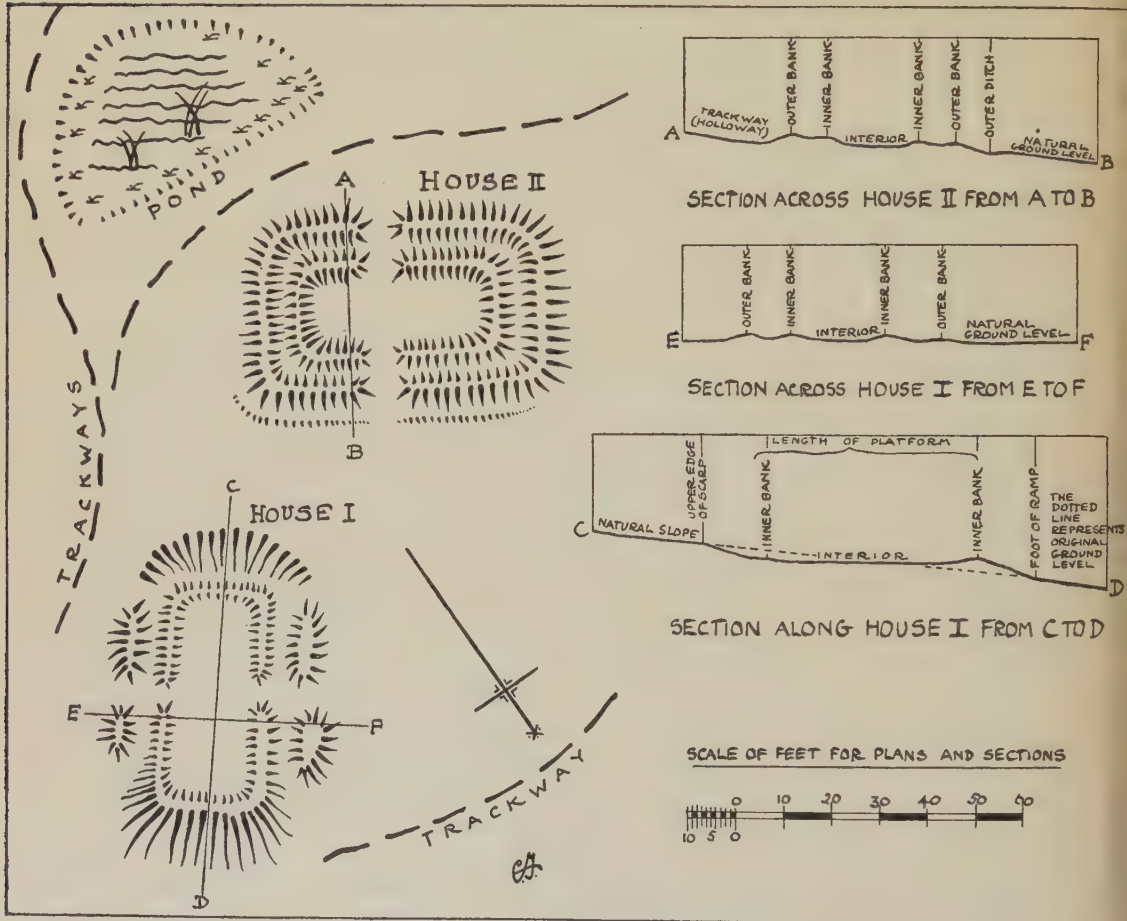 POND
TRACKWAYS
A
HOUSE II
B
C
HOUSE I
E
F
D
TRACKWAY
TRACKWAY
(HOLLOWAY)
OUTER BANK
INNER BANK
INTERIOR
INNER BANK
OUTER BANK
OUTER DITCH
NATURAL
GROUND LEVEL
A
B
SECTION ACROSS HOUSE II FROM A TO B
OUTER BANK
INNER BANK
INTERIOR
INNER BANK
OUTER BANK
NATURAL
GROUND LEVEL
E
F
SECTION ACROSS HOUSE I FROM E TO F
C
NATURAL SLOPE
UPPER EDGE
OF SCARP
LENGTH OF PLATFORM
INNER BANK
INTERIOR
INNER BANK
FOOT OF RAMP
THE
DOTTED
LINE
REPRESENTS
ORIGINAL
GROUND
LEVEL
D
SECTION ALONG HOUSE I FROM C TO D
SCALE OF FEET FOR PLANS AND SECTIONS
0 10 20 30 40 50 60
10 5 0